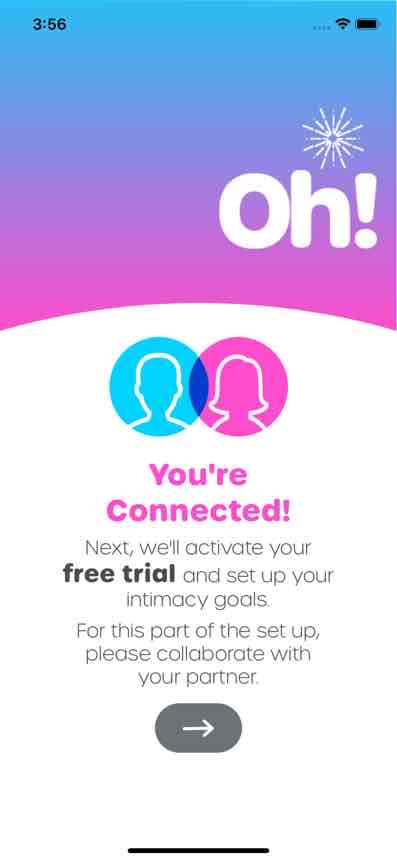 3:56
Oh!
You're
Connected!
Next, we'll activate your
free trial and set up your
intimacy goals.
For this part of the set up,
please collaborate with
your partner.